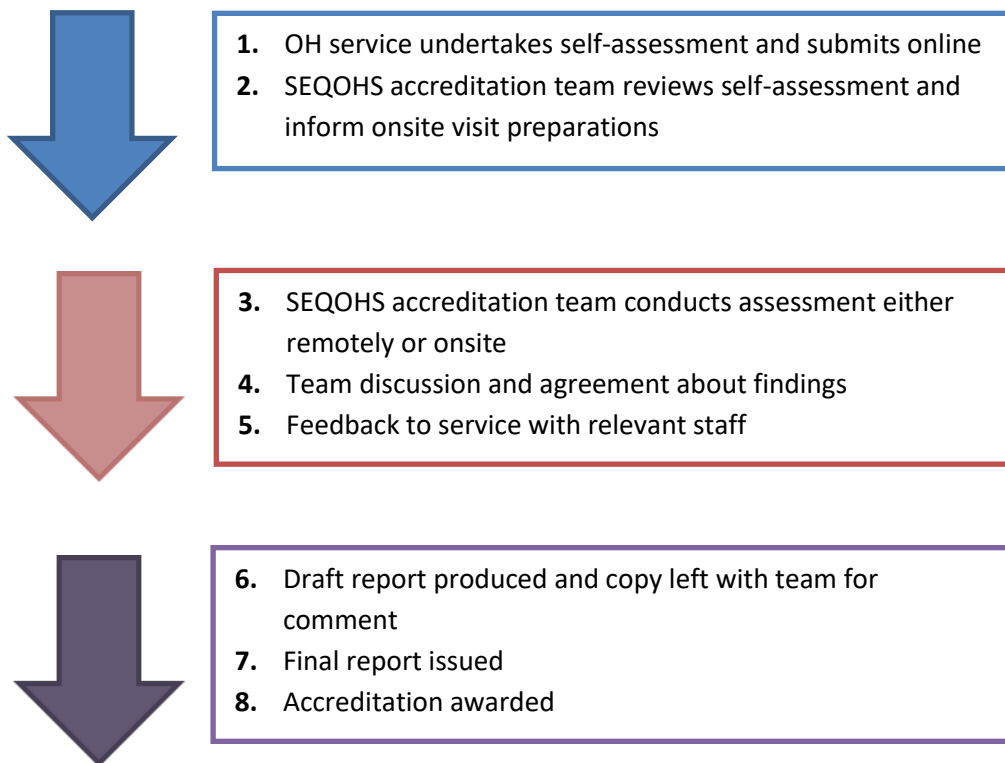 1. OH service undertakes self-assessment and submits online
2. SEQOHS accreditation team reviews self-assessment and
inform onsite visit preparations
3. SEQOHS accreditation team conducts assessment either
remotely or onsite
4. Team discussion and agreement about findings
5. Feedback to service with relevant staff
6. Draft report produced and copy left with team for
comment
7. Final report issued
8. Accreditation awarded